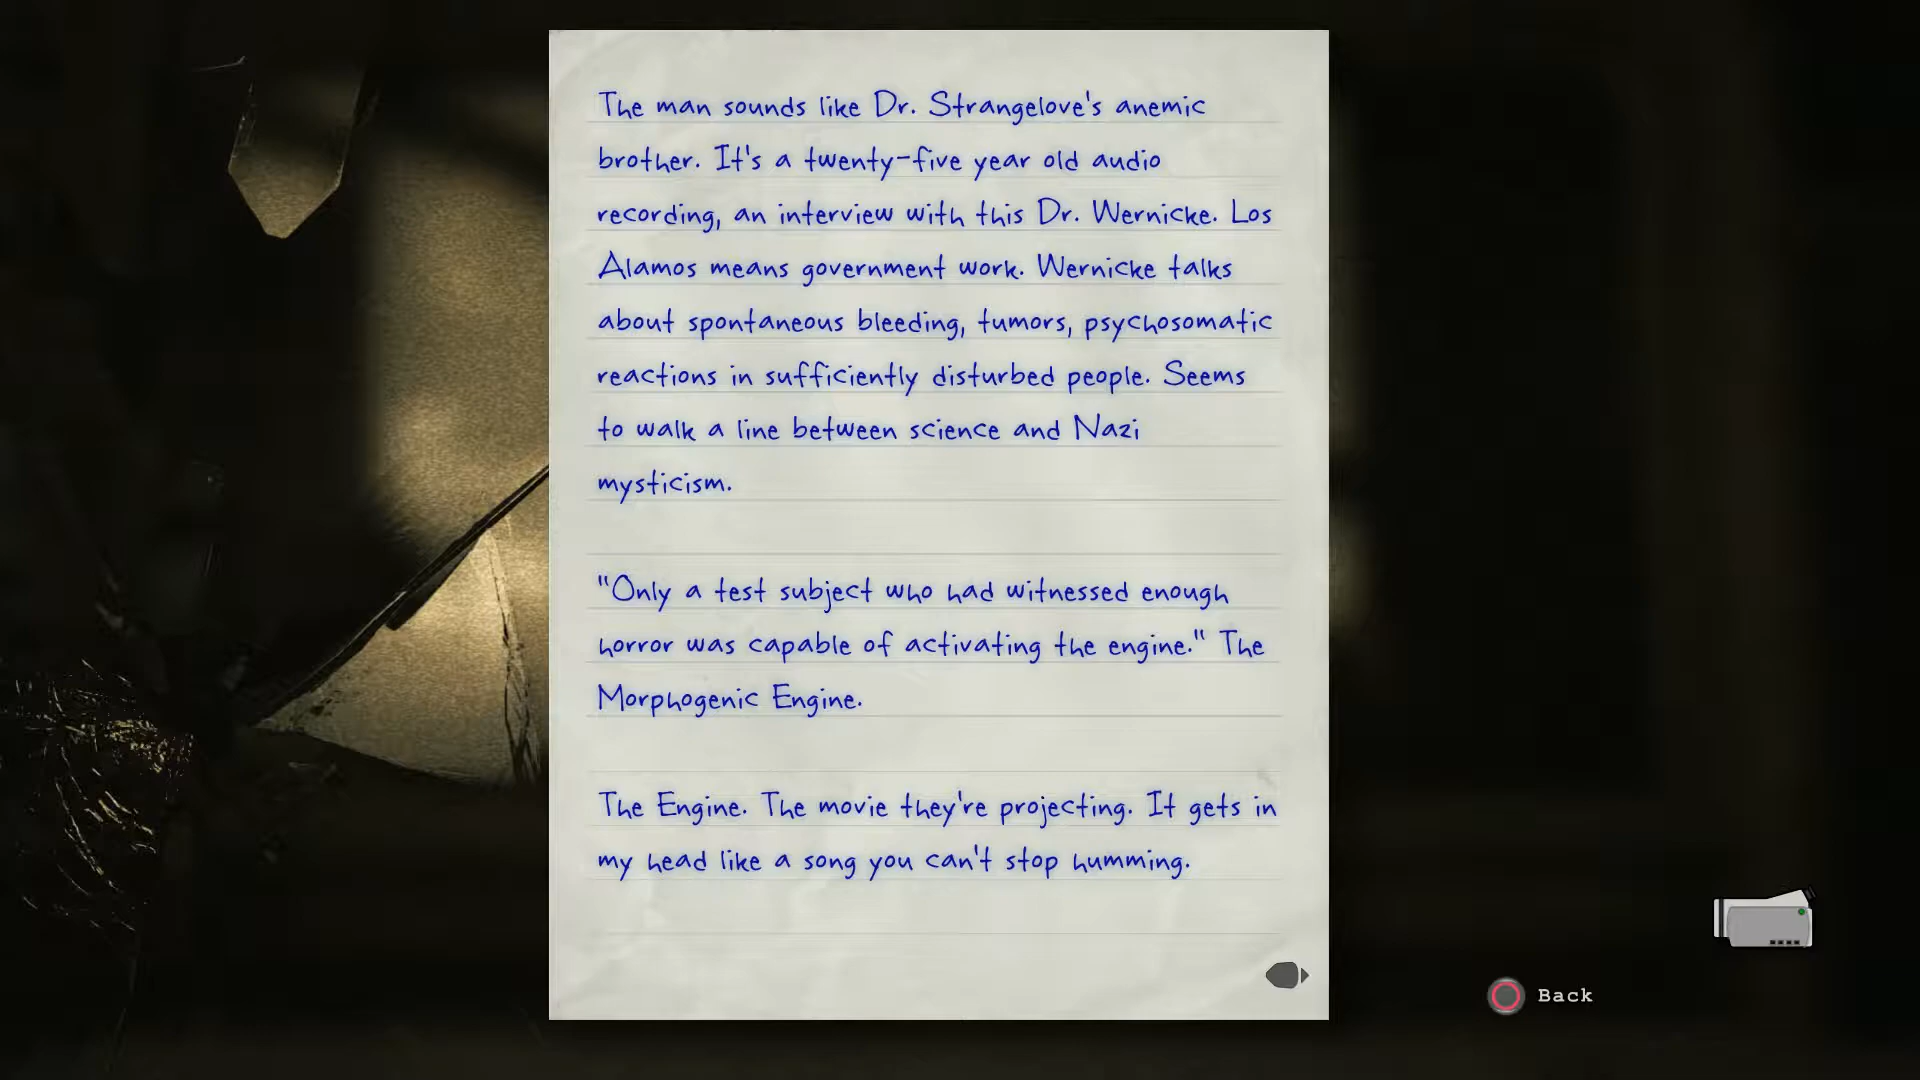 The man sounds like Dr. Strangelove's anemic
brother. It's a twenty-five year old audio
recording, an interview with this Dr. Wernicke. Los
Alamos means government work. Wernicke talks
about spontaneous bleeding, tumors, psychosomatic
reactions in sufficiently disturbed people. Seems
to walk a line between science and Nazi
mysticism.
"Only a test subject who had witnessed enough
horror was capable of activating the engine." The
Morphogenic Engine.
The Engine. The movie they're projecting. It gets in
my head like a song you can't stop humming.
Back